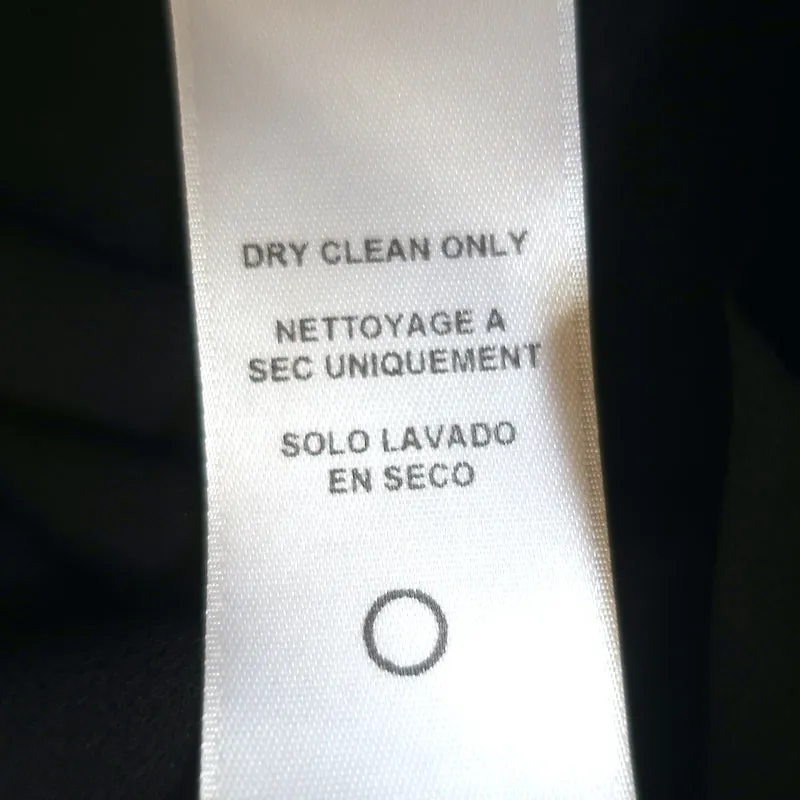 DRY CLEAN ONLY
NETTOYAGE A
SEC UNIQUEMENT
SOLO LAVADO
EN SECO